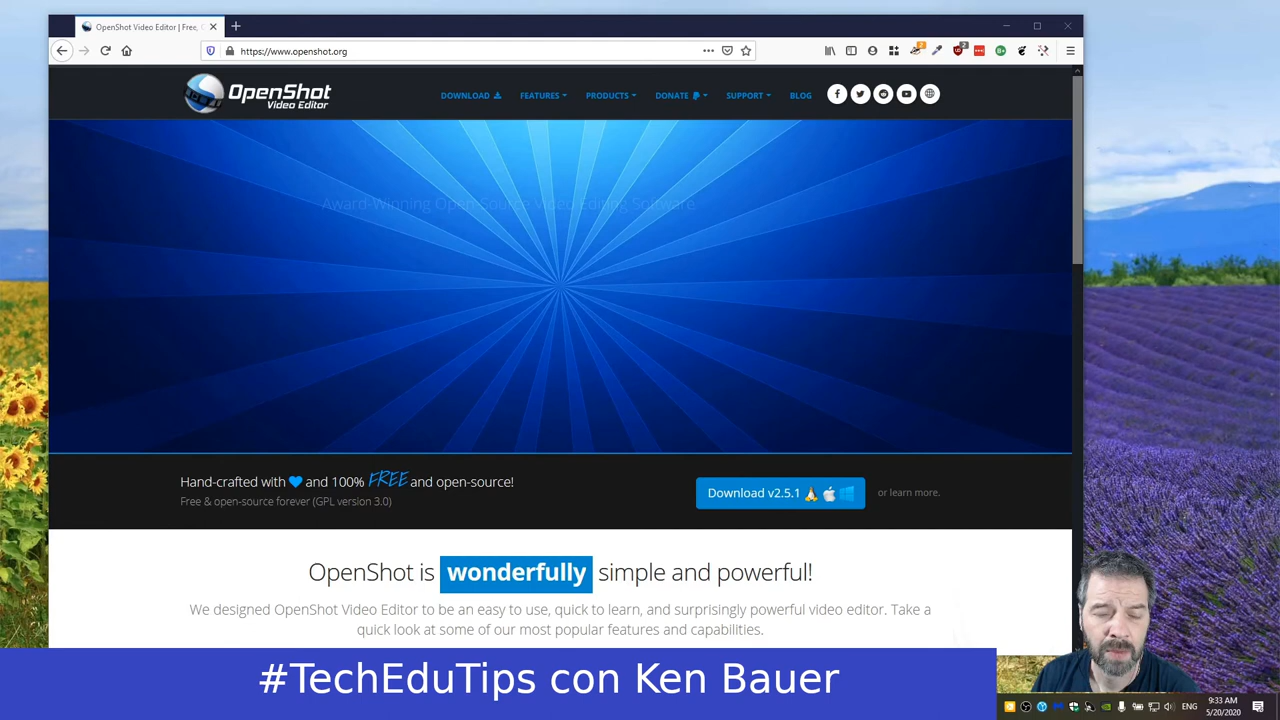 OpenShot Video Editor | Free, O
https://www.openshot.org
2
2
OpenShot
Video Editor
DOWNLOAD
FEATURES
PRODUCTS
DONATE
SUPPORT
BLOG
Award-Winning Open-Source Video Editing Software
Hand-crafted with and 100% FREE and open-source!
Free & open-source forever (GPL version 3.0)
Download v2.5.1
or learn more.
OpenShot is wonderfully simple and powerful!
We designed OpenShot Video Editor to be an easy to use, quick to learn, and surprisingly powerful video editor. Take a
quick look at some of our most popular features and capabilities.
#TechEduTips con Ken Bauer
ENG
9:33 AM
5/20/2020